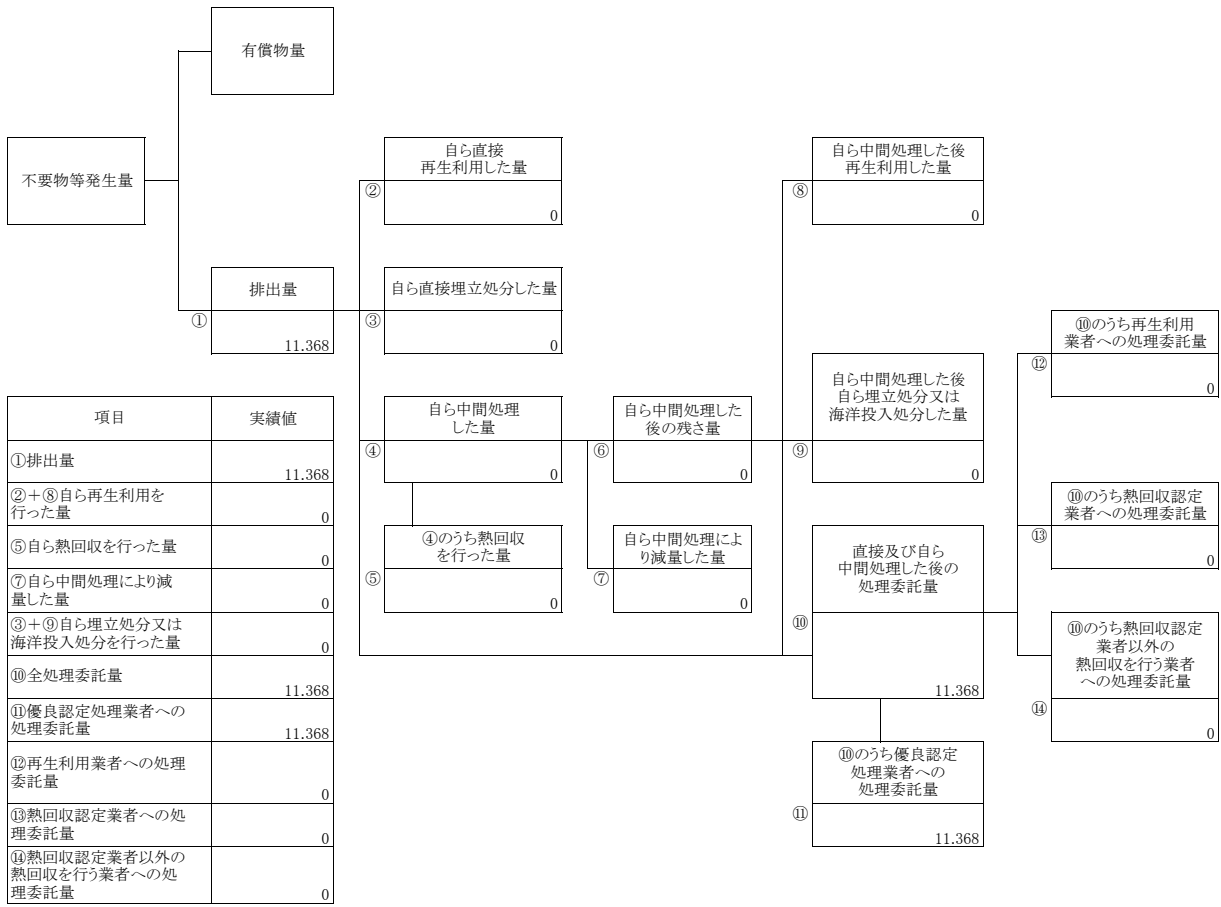 有償物量
不要物等発生量
自ら直接
再生利用した量
②
0
自ら中間処理した後
再生利用した量
⑧
0
排出量
①
11.368
自ら直接埋立処分した量
③
0
⑩のうち再生利用
業者への処理委託量
⑫
0
自ら中間処理した後
自ら埋立処分又は
海洋投入処分した量
⑨
0
自ら中間処理
した量
④
0
自ら中間処理した
後の残さ量
⑥
0
⑩のうち熱回収認定
業者への処理委託量
⑬
0
④のうち熱回収
を行った量
⑤
0
自ら中間処理によ
り減量した量
⑦
0
直接及び自ら
中間処理した後の
処理委託量
⑩
11.368
⑩のうち熱回収認定
業者以外の
熱回収を行う業者
への処理委託量
⑭
0
⑩のうち優良認定
処理業者への
処理委託量
⑪
11.368
項目 実績値
①排出量
11.368
②＋⑧自ら再生利用を
行った量
0
⑤自ら熱回収を行った量
0
⑦自ら中間処理により減
量した量
0
③＋⑨自ら埋立処分又は
海洋投入処分を行った量
0
⑩全処理委託量
11.368
⑪優良認定処理業者への
処理委託量
11.368
⑫再生利用業者への処理
委託量
0
⑬熱回収認定業者への処
理委託量
0
⑭熱回収認定業者以外の
熱回収を行う業者への処
理委託量
0